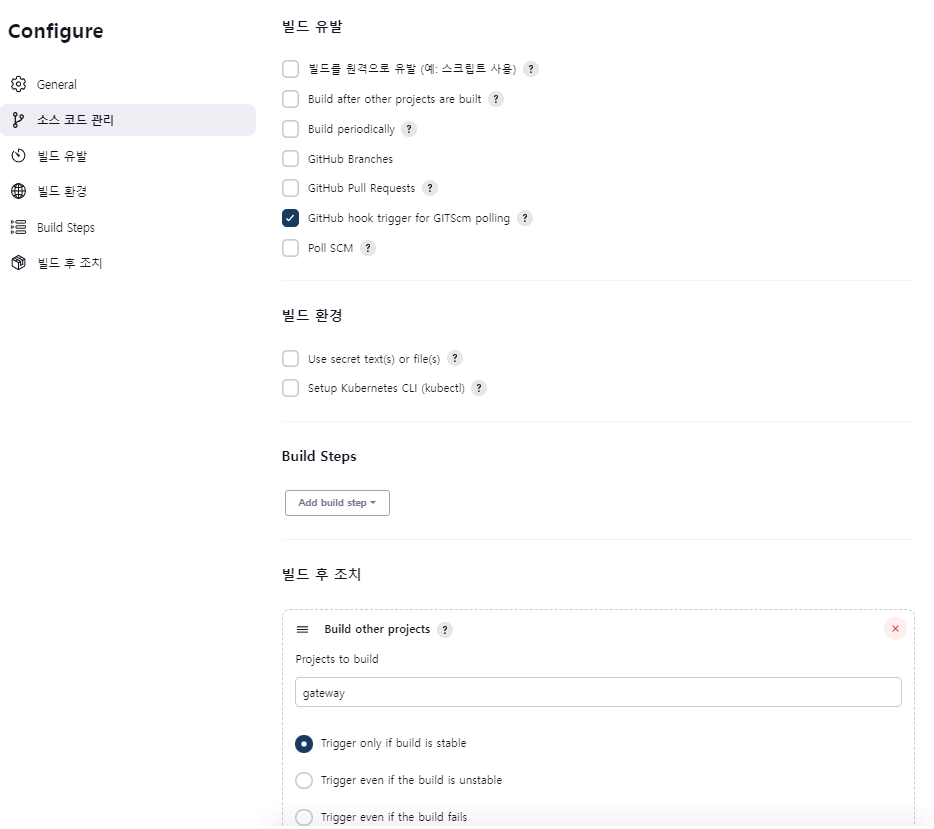 Configure
General
소스 코드 관리
빌드 유발
빌드 환경
Build Steps
빌드 후 조치
빌드 유발
빌드를 원격으로 유발 (예: 스크립트 사용) ?
Build after other projects are built ?
Build periodically ?
GitHub Branches
GitHub Pull Requests ?
GitHub hook trigger for GITScm polling ?
Poll SCM ?
빌드 환경
Use secret text(s) or file(s) ?
Setup Kubernetes CLI (kubectl) ?
Build Steps
Add build step
빌드 후 조치
Build other projects ?
Projects to build
gateway
Trigger only if build is stable
Trigger even if the build is unstable
Trigger even if the build fails